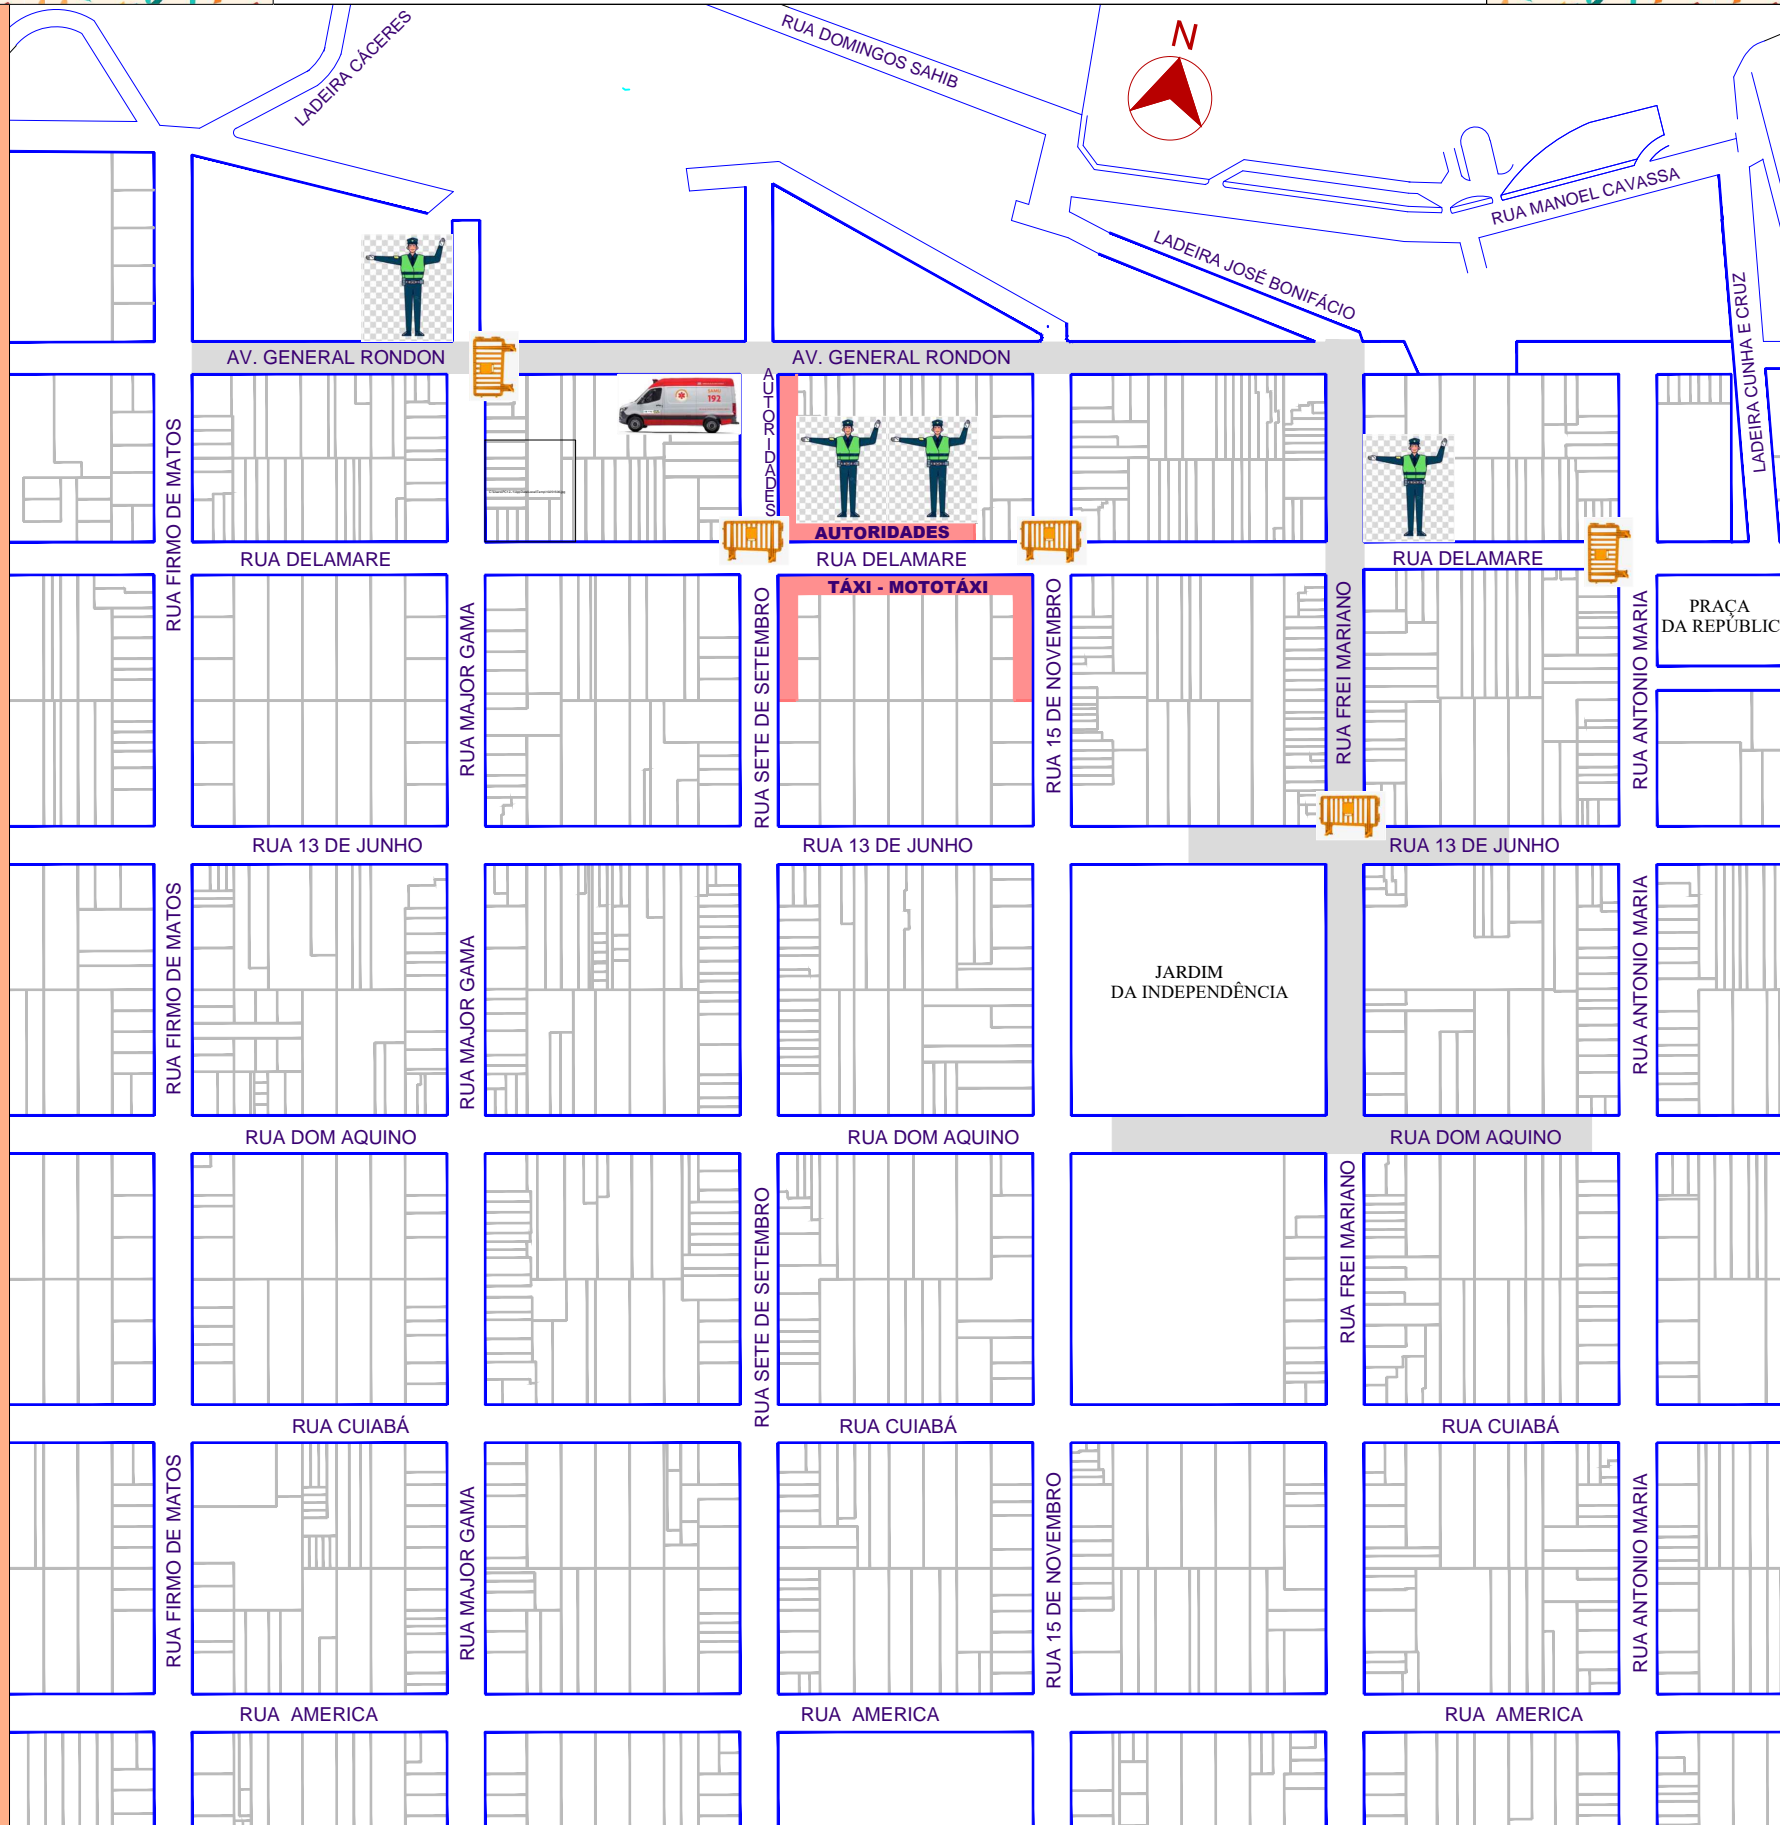 LADEIRA CÁCERES
RUA DOMINGOS SAHIB
N
RUA MANOEL CAVASSA
LADEIRA JOSÉ BONIFÁCIO
LADEIRA CUNHA E CRUZ
AV. GENERAL RONDON
AV. GENERAL RONDON
192
AUTORIDADES
AUTORIDADES
RUA FIRMO DE MATOS
RUA DELAMARE
RUA DELAMARE
RUA DELAMARE
TÁXI - MOTOTÁXI
RUA MAJOR GAMA
RUA SETE DE SETEMBRO
RUA 15 DE NOVEMBRO
RUA FREI MARIANO
RUA ANTONIO MARIA
PRAÇA
DA REPÚBLIC
RUA 13 DE JUNHO
RUA 13 DE JUNHO
RUA 13 DE JUNHO
RUA FIRMO DE MATOS
RUA MAJOR GAMA
JARDIM
DA INDEPENDÊNCIA
RUA ANTONIO MARIA
RUA DOM AQUINO
RUA DOM AQUINO
RUA DOM AQUINO
RUA SETE DE SETEMBRO
RUA FREI MARIANO
RUA CUIABÁ
RUA CUIABÁ
RUA CUIABÁ
RUA FIRMO DE MATOS
RUA MAJOR GAMA
RUA 15 DE NOVEMBRO
RUA ANTONIO MARIA
RUA AMERICA
RUA AMERICA
RUA AMERICA